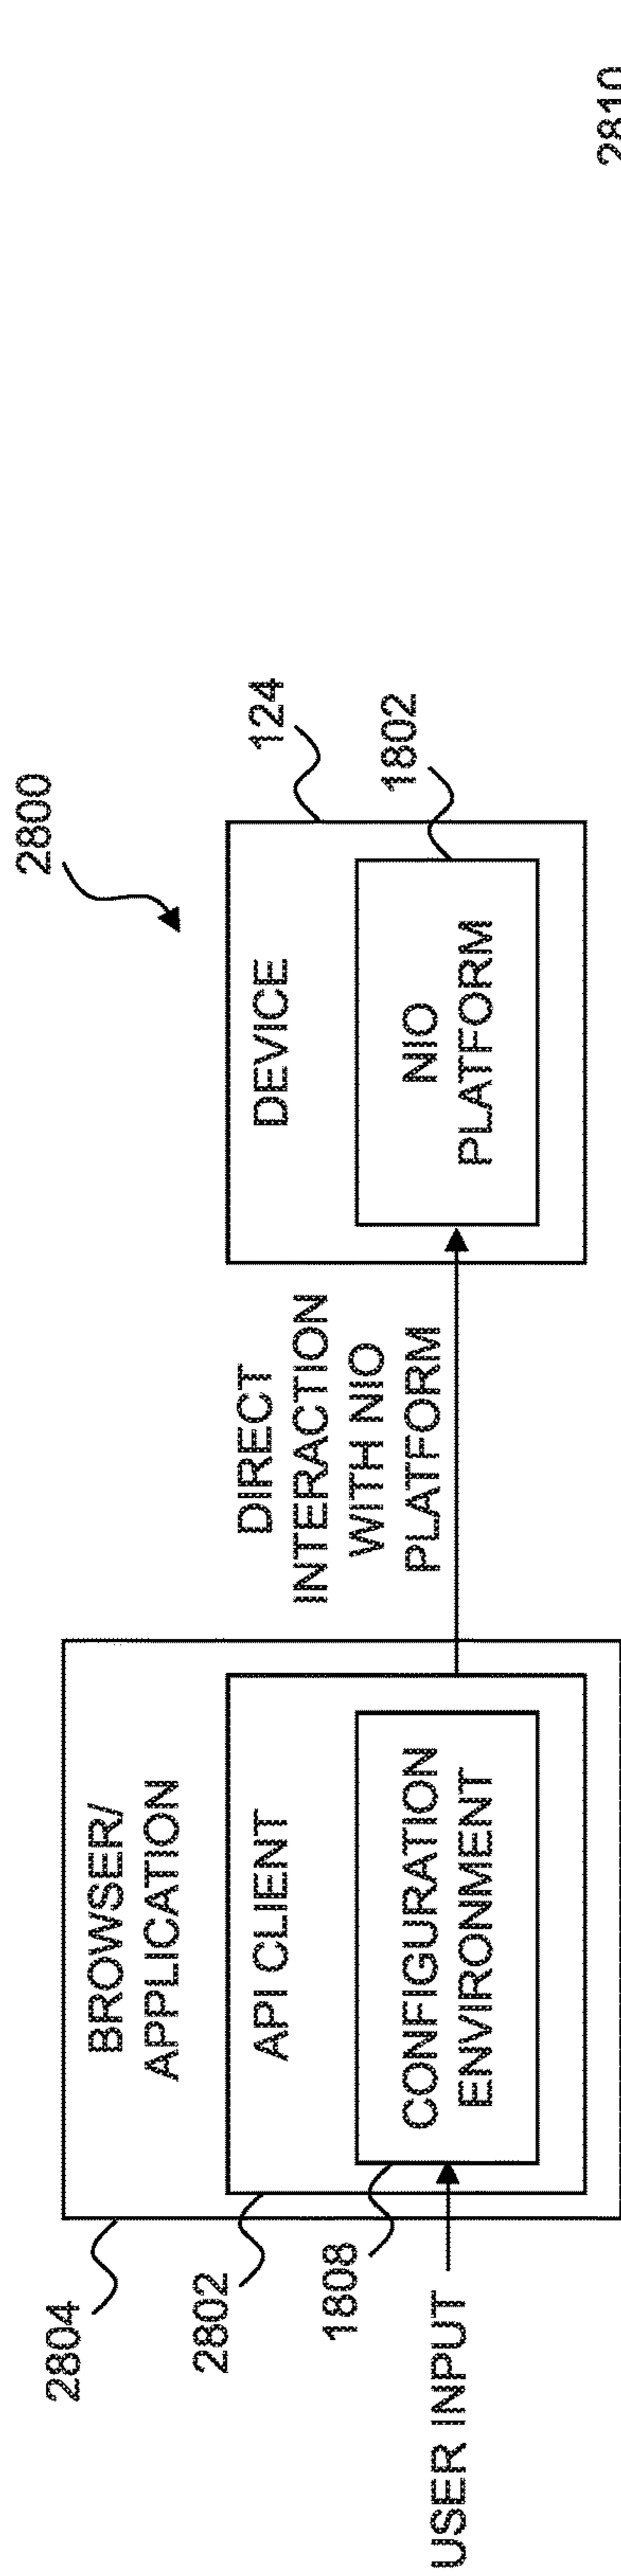 2800
2804
BROWSER/
APPLICATION
2802
API CLIENT
1808
CONFIGURATION
ENVIRONMENT
USER INPUT
DIRECT
INTERACTION
WITH NIO
PLATFORM
124
DEVICE
1802
NIO
PLATFORM
2810